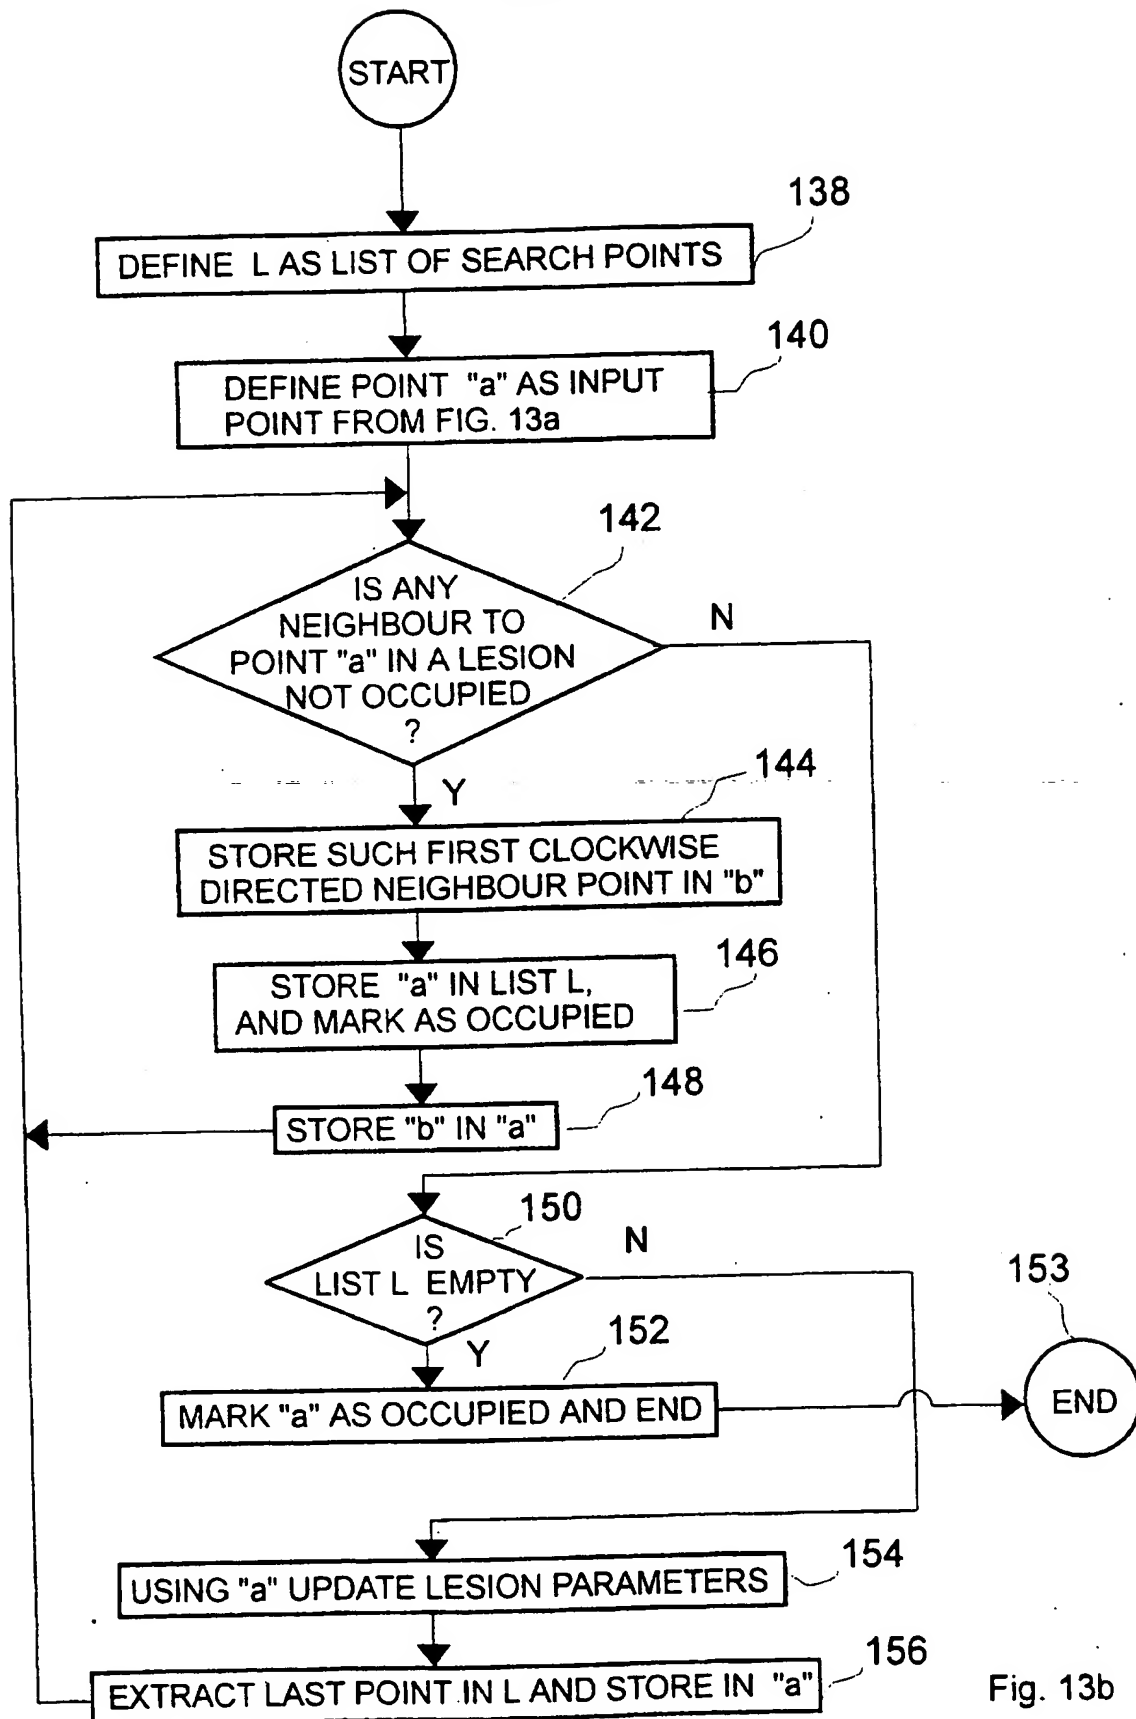 START
138
DEFINE L AS LIST OF SEARCH POINTS
140
DEFINE POINT "a" AS INPUT
POINT FROM FIG. 13a
142
IS ANY
NEIGHBOUR TO
POINT "a" IN A LESION
NOT OCCUPIED
?
N
Y
144
STORE SUCH FIRST CLOCKWISE
DIRECTED NEIGHBOUR POINT IN "b"
146
STORE "a" IN LIST L,
AND MARK AS OCCUPIED
148
STORE "b" IN "a"
150
IS
LIST L EMPTY
?
N
Y
152
153
MARK "a" AS OCCUPIED AND END
END
154
USING "a" UPDATE LESION PARAMETERS
156
EXTRACT LAST POINT IN L AND STORE IN "a"
Fig. 13b